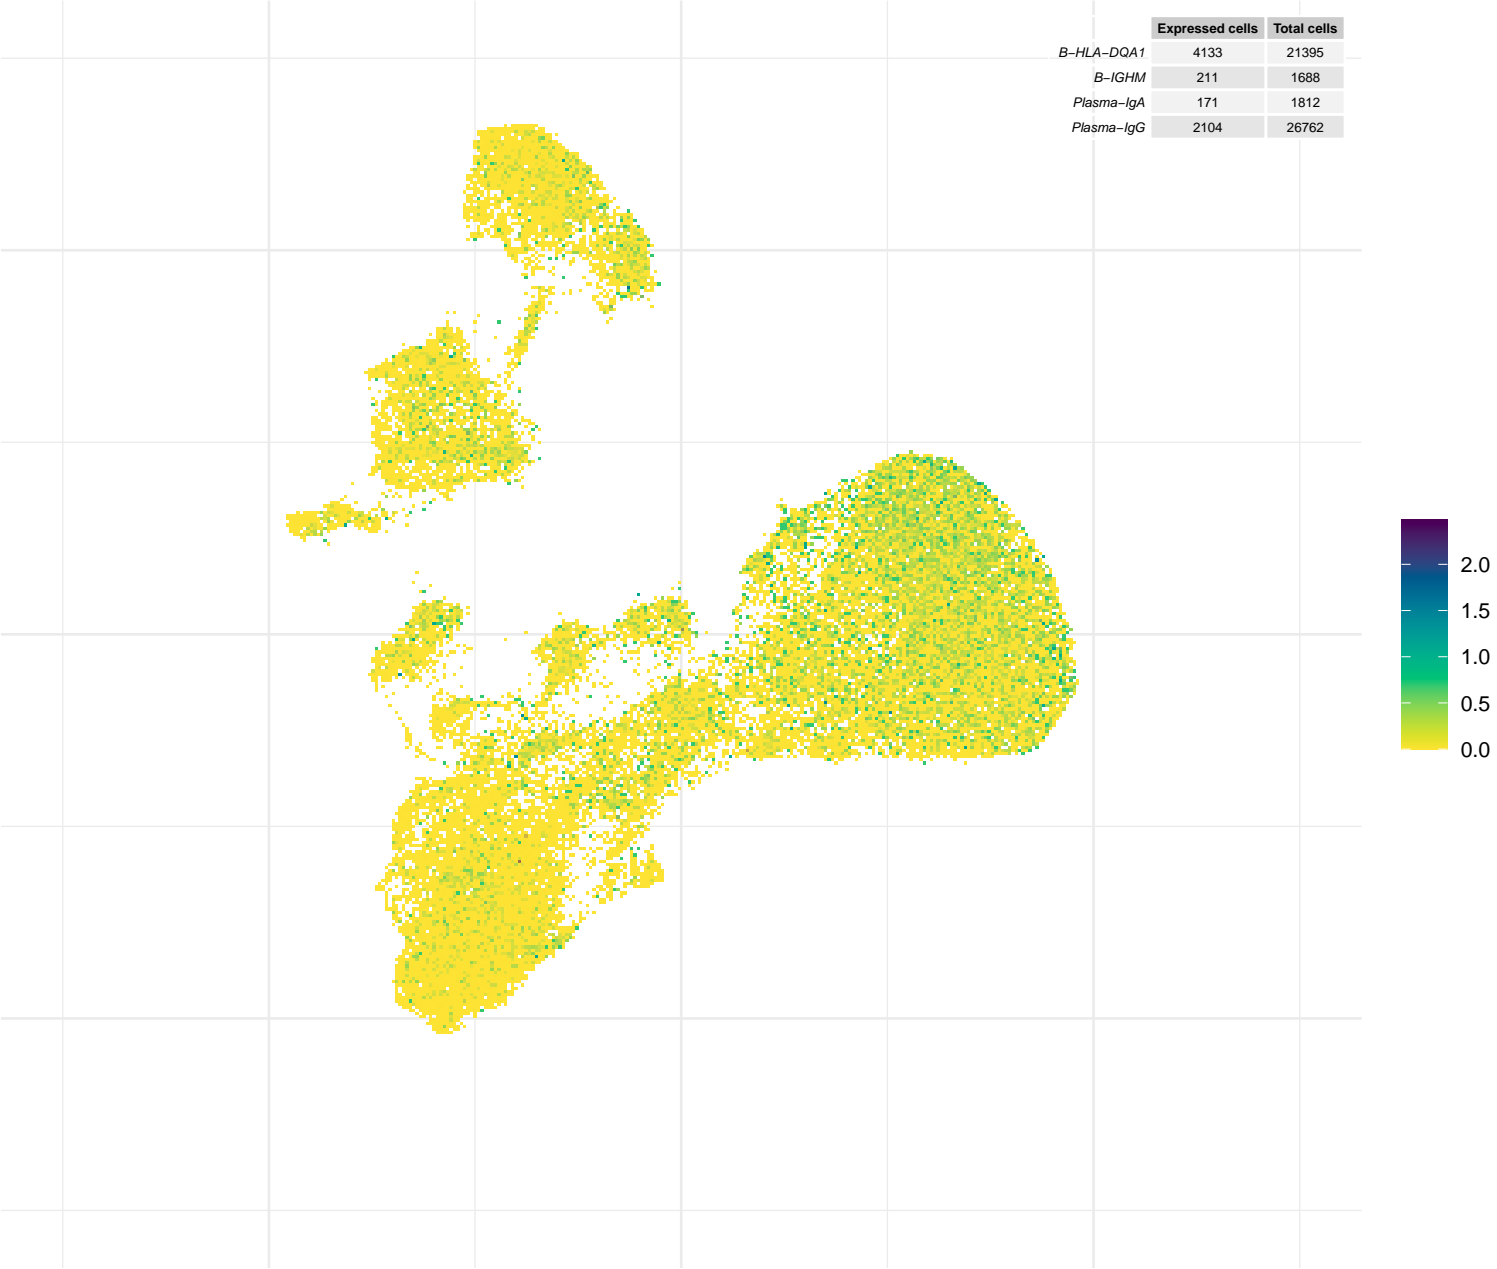 Expressed cells Total cells
B−HLA−DQA1 4133 21395
B−IGHM 211 1688
Plasma−IgA 171 1812
Plasma−IgG 2104 26762
2.0
1.5
1.0
0.5
0.0